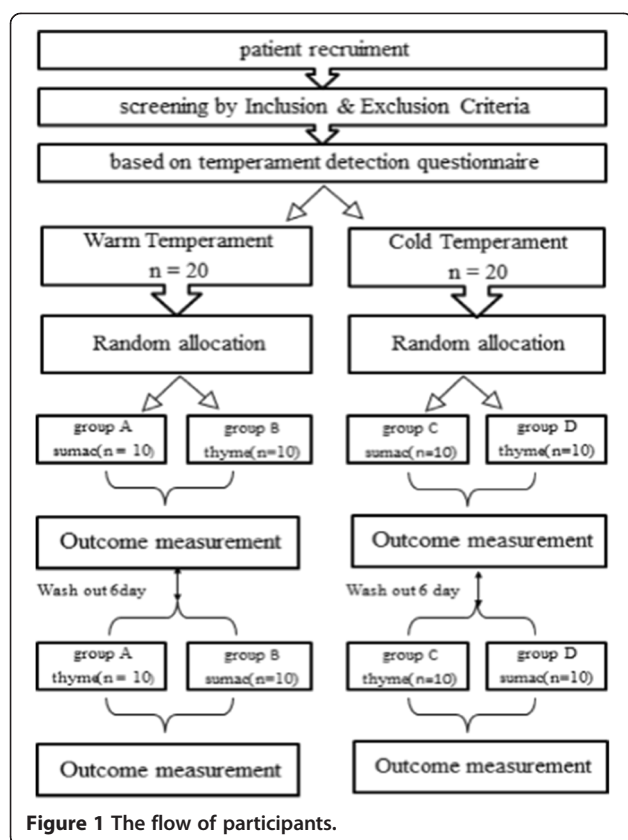 patient recruiment
screening by Inclusion & Exclusion Criteria
based on temperament detection questionnaire
Warm Temperament
n = 20
Cold Temperament
n = 20
Random allocation
Random allocation
group A
sumac(n= 10)
group B
thyme(n=10)
group C
sumac(n=10)
group D
thyme(n=10)
Outcome measurement
Outcome measurement
Wash out 6day
Wash out 6 day
group A
thyme(n= 10)
group B
sumac(n=10)
group C
thyme(n=10)
group D
sumac(n=10)
Outcome measurement
Outcome measurement
Figure 1 The flow of participants.